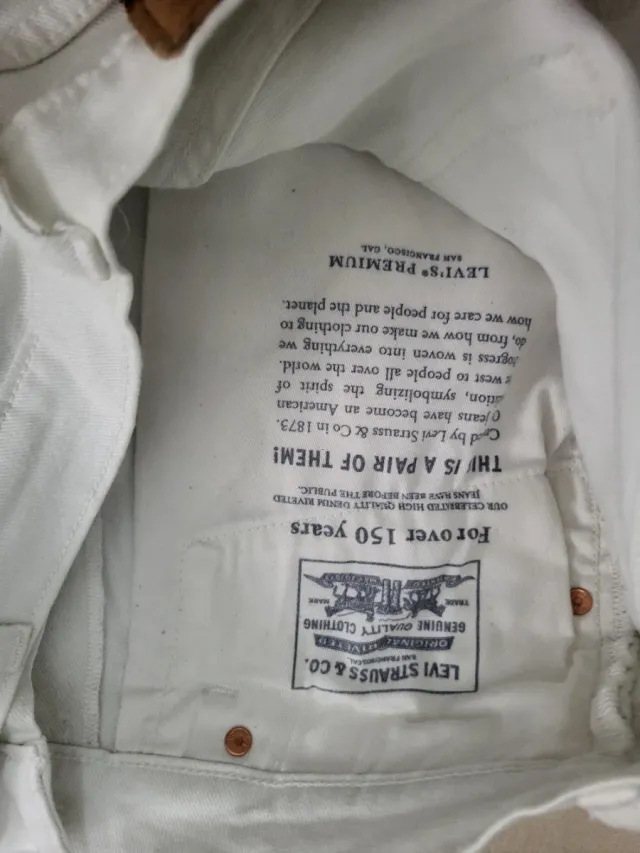 LEVI STRAUSS & CO.
SAN FRANCISCO, CAL
ORIGINAL RIVETED
GENUINE QUALITY CLOTHING
TRADE MARK
For over 150 years
OUR CELEBRATED HIGH QUALITY DENIM RIVETED
JEANS HAVE BEEN BEFORE THE PUBLIC.
THIS IS A PAIR OF THEM!
by Levi Strauss & Co in 1873.
jeans have become an American
symbolizing the spirit of
west to people all over the world.
is woven into everything we
do, from how we make our clothing to
how we care for people and the planet.
LEVI'S® PREMIUM
SAN FRANCISCO, CAL